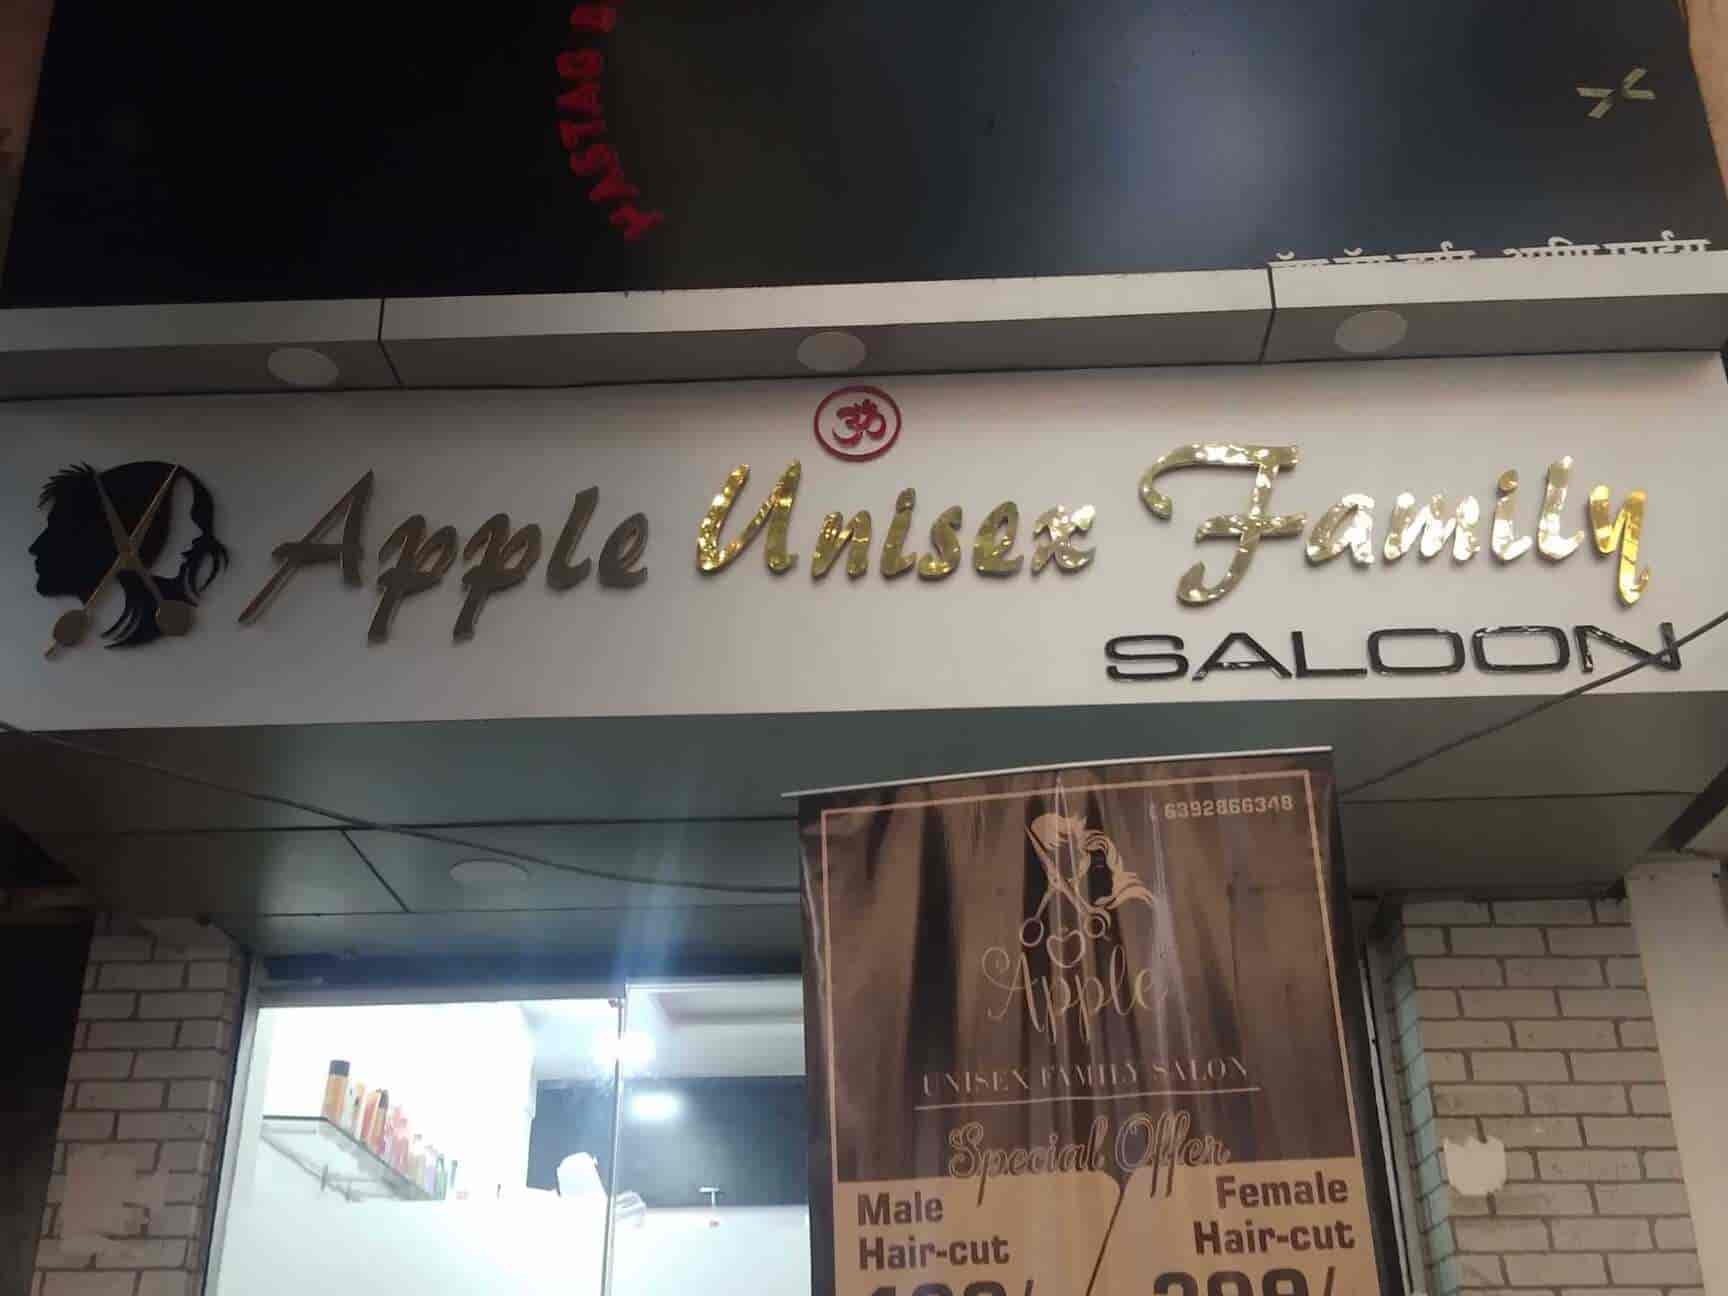 ॐ
Apple Unisex Family
SALOON
6392866348
Apple
UNISEX FAMILY SALON
Special Offer
Male
Hair-cut
Female
Hair-cut